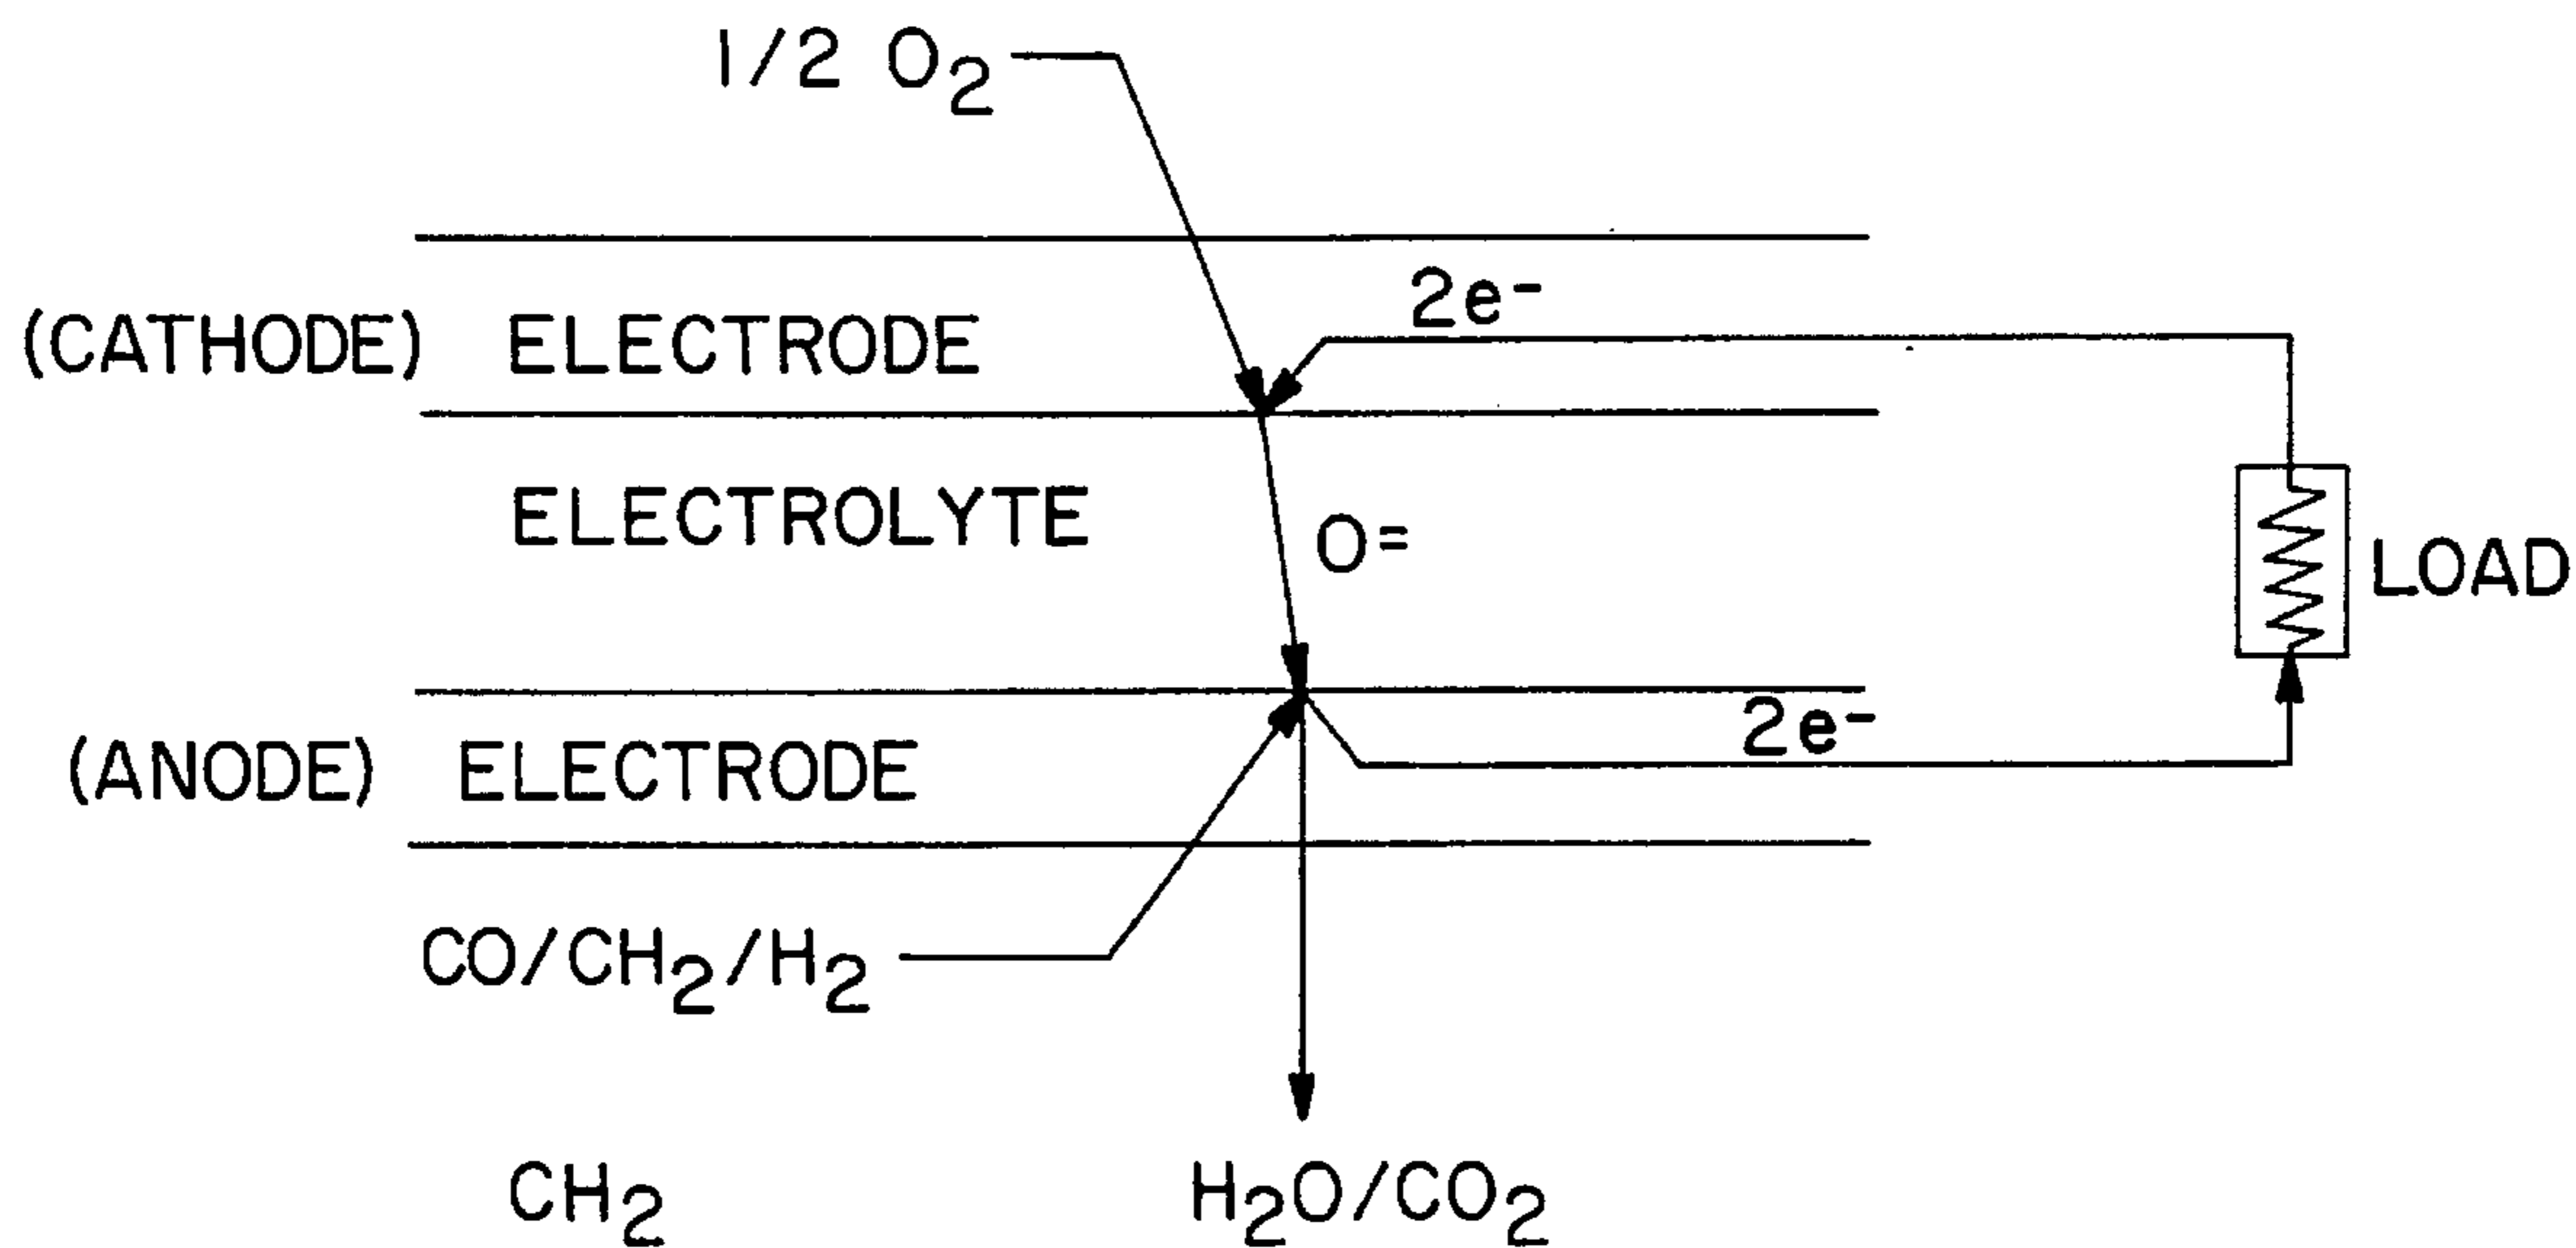 1/2 O2
2e-
(CATHODE) ELECTRODE
ELECTROLYTE
O=
LOAD
2e-
(ANODE) ELECTRODE
CO/CH2/H2
CH2
H2O/CO2